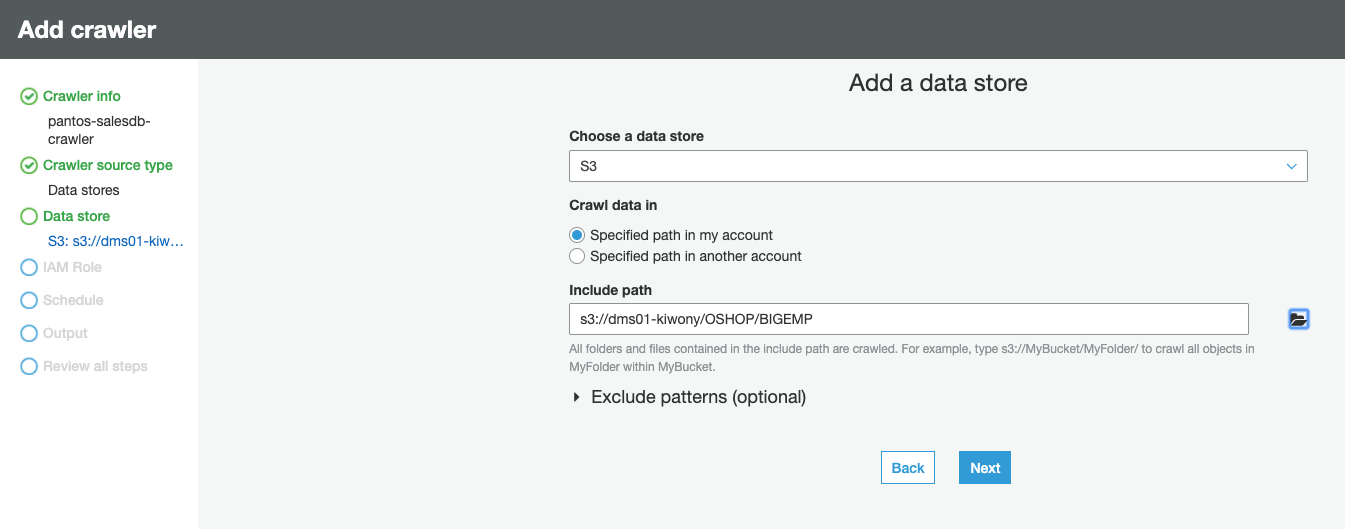 Add crawler
Crawler info
pantos-salesdb-
crawler
Crawler source type
Data stores
Data store
S3: s3://dms01-kiw...
IAM Role
Schedule
Output
Review all steps
Add a data store
Choose a data store
S3
Crawl data in
Specified path in my account
Specified path in another account
Include path
s3://dms01-kiwony/OSHOP/BIGEMP
All folders and files contained in the include path are crawled. For example, type s3://MyBucket/MyFolder/ to crawl all objects in
MyFolder within MyBucket.
Exclude patterns (optional)
Back
Next